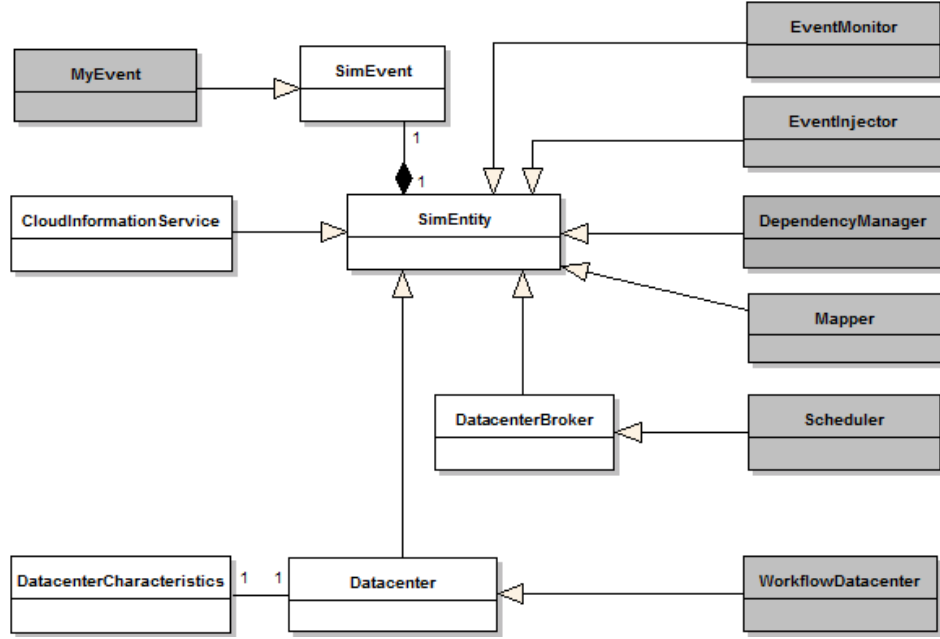 EventMonitor
MyEvent
SimEvent
EventInjector
1
1
CloudInformationService
SimEntity
DependencyManager
Mapper
DatacenterBroker
Scheduler
DatacenterCharacteristics
1
1
Datacenter
WorkflowDatacenter